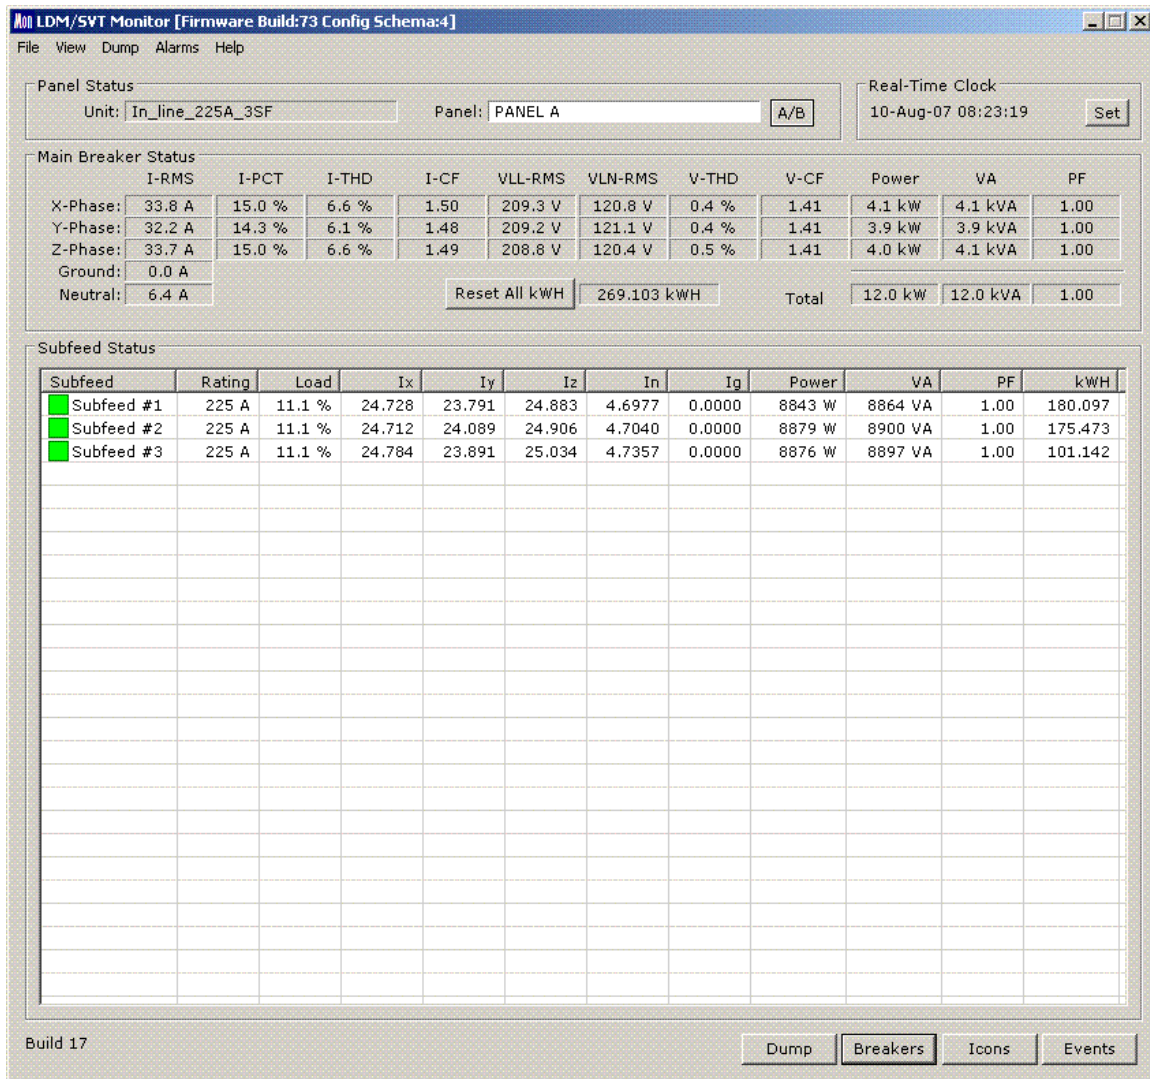 Mon LDM/SVT Monitor [Firmware Build:73 Config Schema:4]
File View Dump Alarms Help
Panel Status
Unit: In_line_225A_3SF Panel: PANEL A A/B
Real-Time Clock
10-Aug-07 08:23:19 Set
Main Breaker Status
I-RMS I-PCT I-THD I-CF VLL-RMS VLN-RMS V-THD V-CF Power VA PF
X-Phase: 33.8 A 15.0 % 6.6 % 1.50 209.3 V 120.8 V 0.4 % 1.41 4.1 kW 4.1 kVA 1.00
Y-Phase: 32.2 A 14.3 % 6.1 % 1.48 209.2 V 121.1 V 0.4 % 1.41 3.9 kW 3.9 kVA 1.00
Z-Phase: 33.7 A 15.0 % 6.6 % 1.49 208.8 V 120.4 V 0.5 % 1.41 4.0 kW 4.1 kVA 1.00
Ground: 0.0 A
Neutral: 6.4 A Reset All kWH 269.103 kWH Total 12.0 kW 12.0 kVA 1.00
Subfeed Status
Subfeed Rating Load Ix Iy Iz In Ig Power VA PF kWH
Subfeed #1 225 A 11.1 % 24.728 23.791 24.883 4.6977 0.0000 8843 W 8864 VA 1.00 180.097
Subfeed #2 225 A 11.1 % 24.712 24.089 24.906 4.7040 0.0000 8879 W 8900 VA 1.00 175.473
Subfeed #3 225 A 11.1 % 24.784 23.891 25.034 4.7357 0.0000 8876 W 8897 VA 1.00 101.142
Build 17 Dump Breakers Icons Events